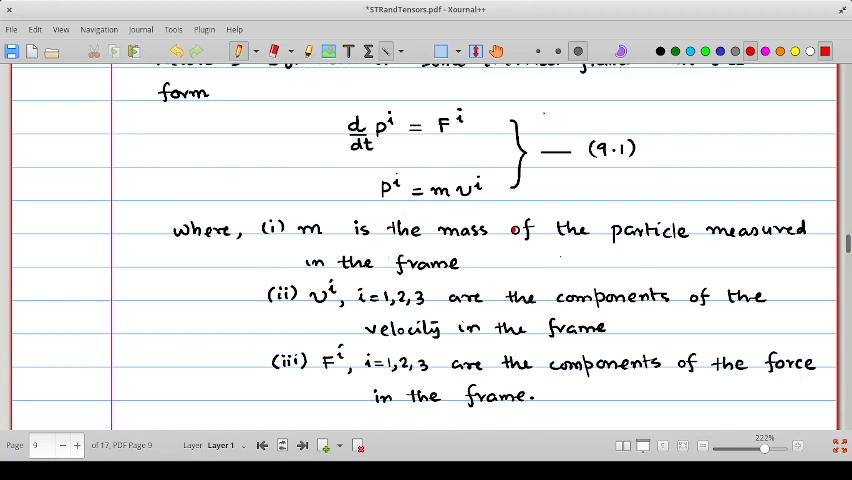 *STRandTensors.pdf - Xournal++
File Edit View Navigation Journal Tools Plugin Help
form
d/dt p^i = F^i
— (9.1)
p^i = m v^i
where, (i) m is the mass of the particle measured
in the frame
(ii) v^i, i=1,2,3 are the components of the
velocity in the frame
(iii) F^i, i=1,2,3 are the components of the force
in the frame.
Page 9 of 17, PDF Page 9 Layer Layer 1 222%